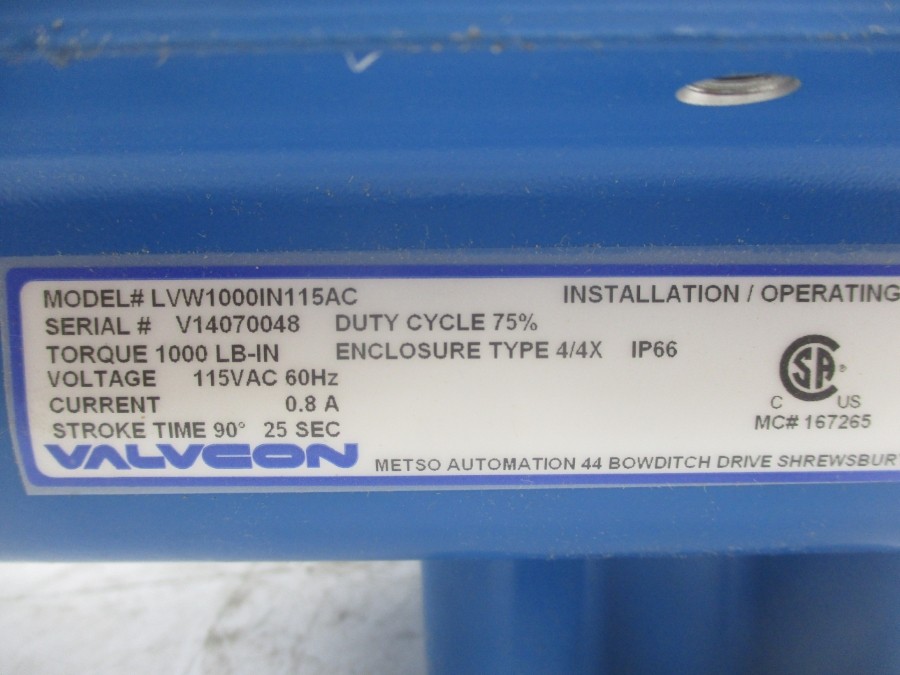 MODEL# LVW1000IN115AC INSTALLATION / OPERATING
SERIAL # V14070048 DUTY CYCLE 75%
TORQUE 1000 LB-IN ENCLOSURE TYPE 4/4X IP66
VOLTAGE 115VAC 60Hz
CURRENT 0.8 A
STROKE TIME 90° 25 SEC
SA ®
C US
MC# 167265
VALVCON METSO AUTOMATION 44 BOWDITCH DRIVE SHREWSBURY